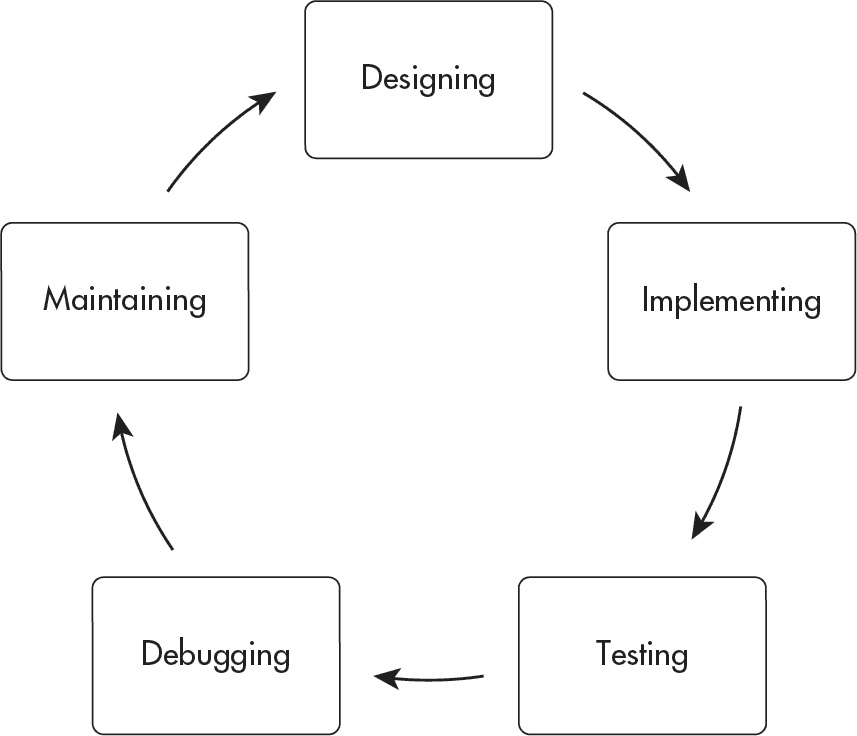 Designing
Implementing
Testing
Debugging
Maintaining